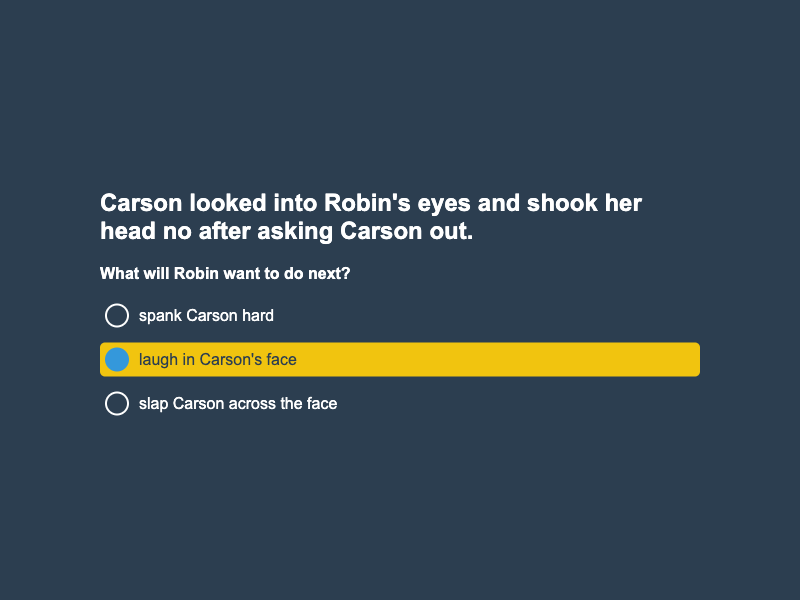 Carson looked into Robin's eyes and shook her
head no after asking Carson out.
What will Robin want to do next?
spank Carson hard
laugh in Carson's face
slap Carson across the face